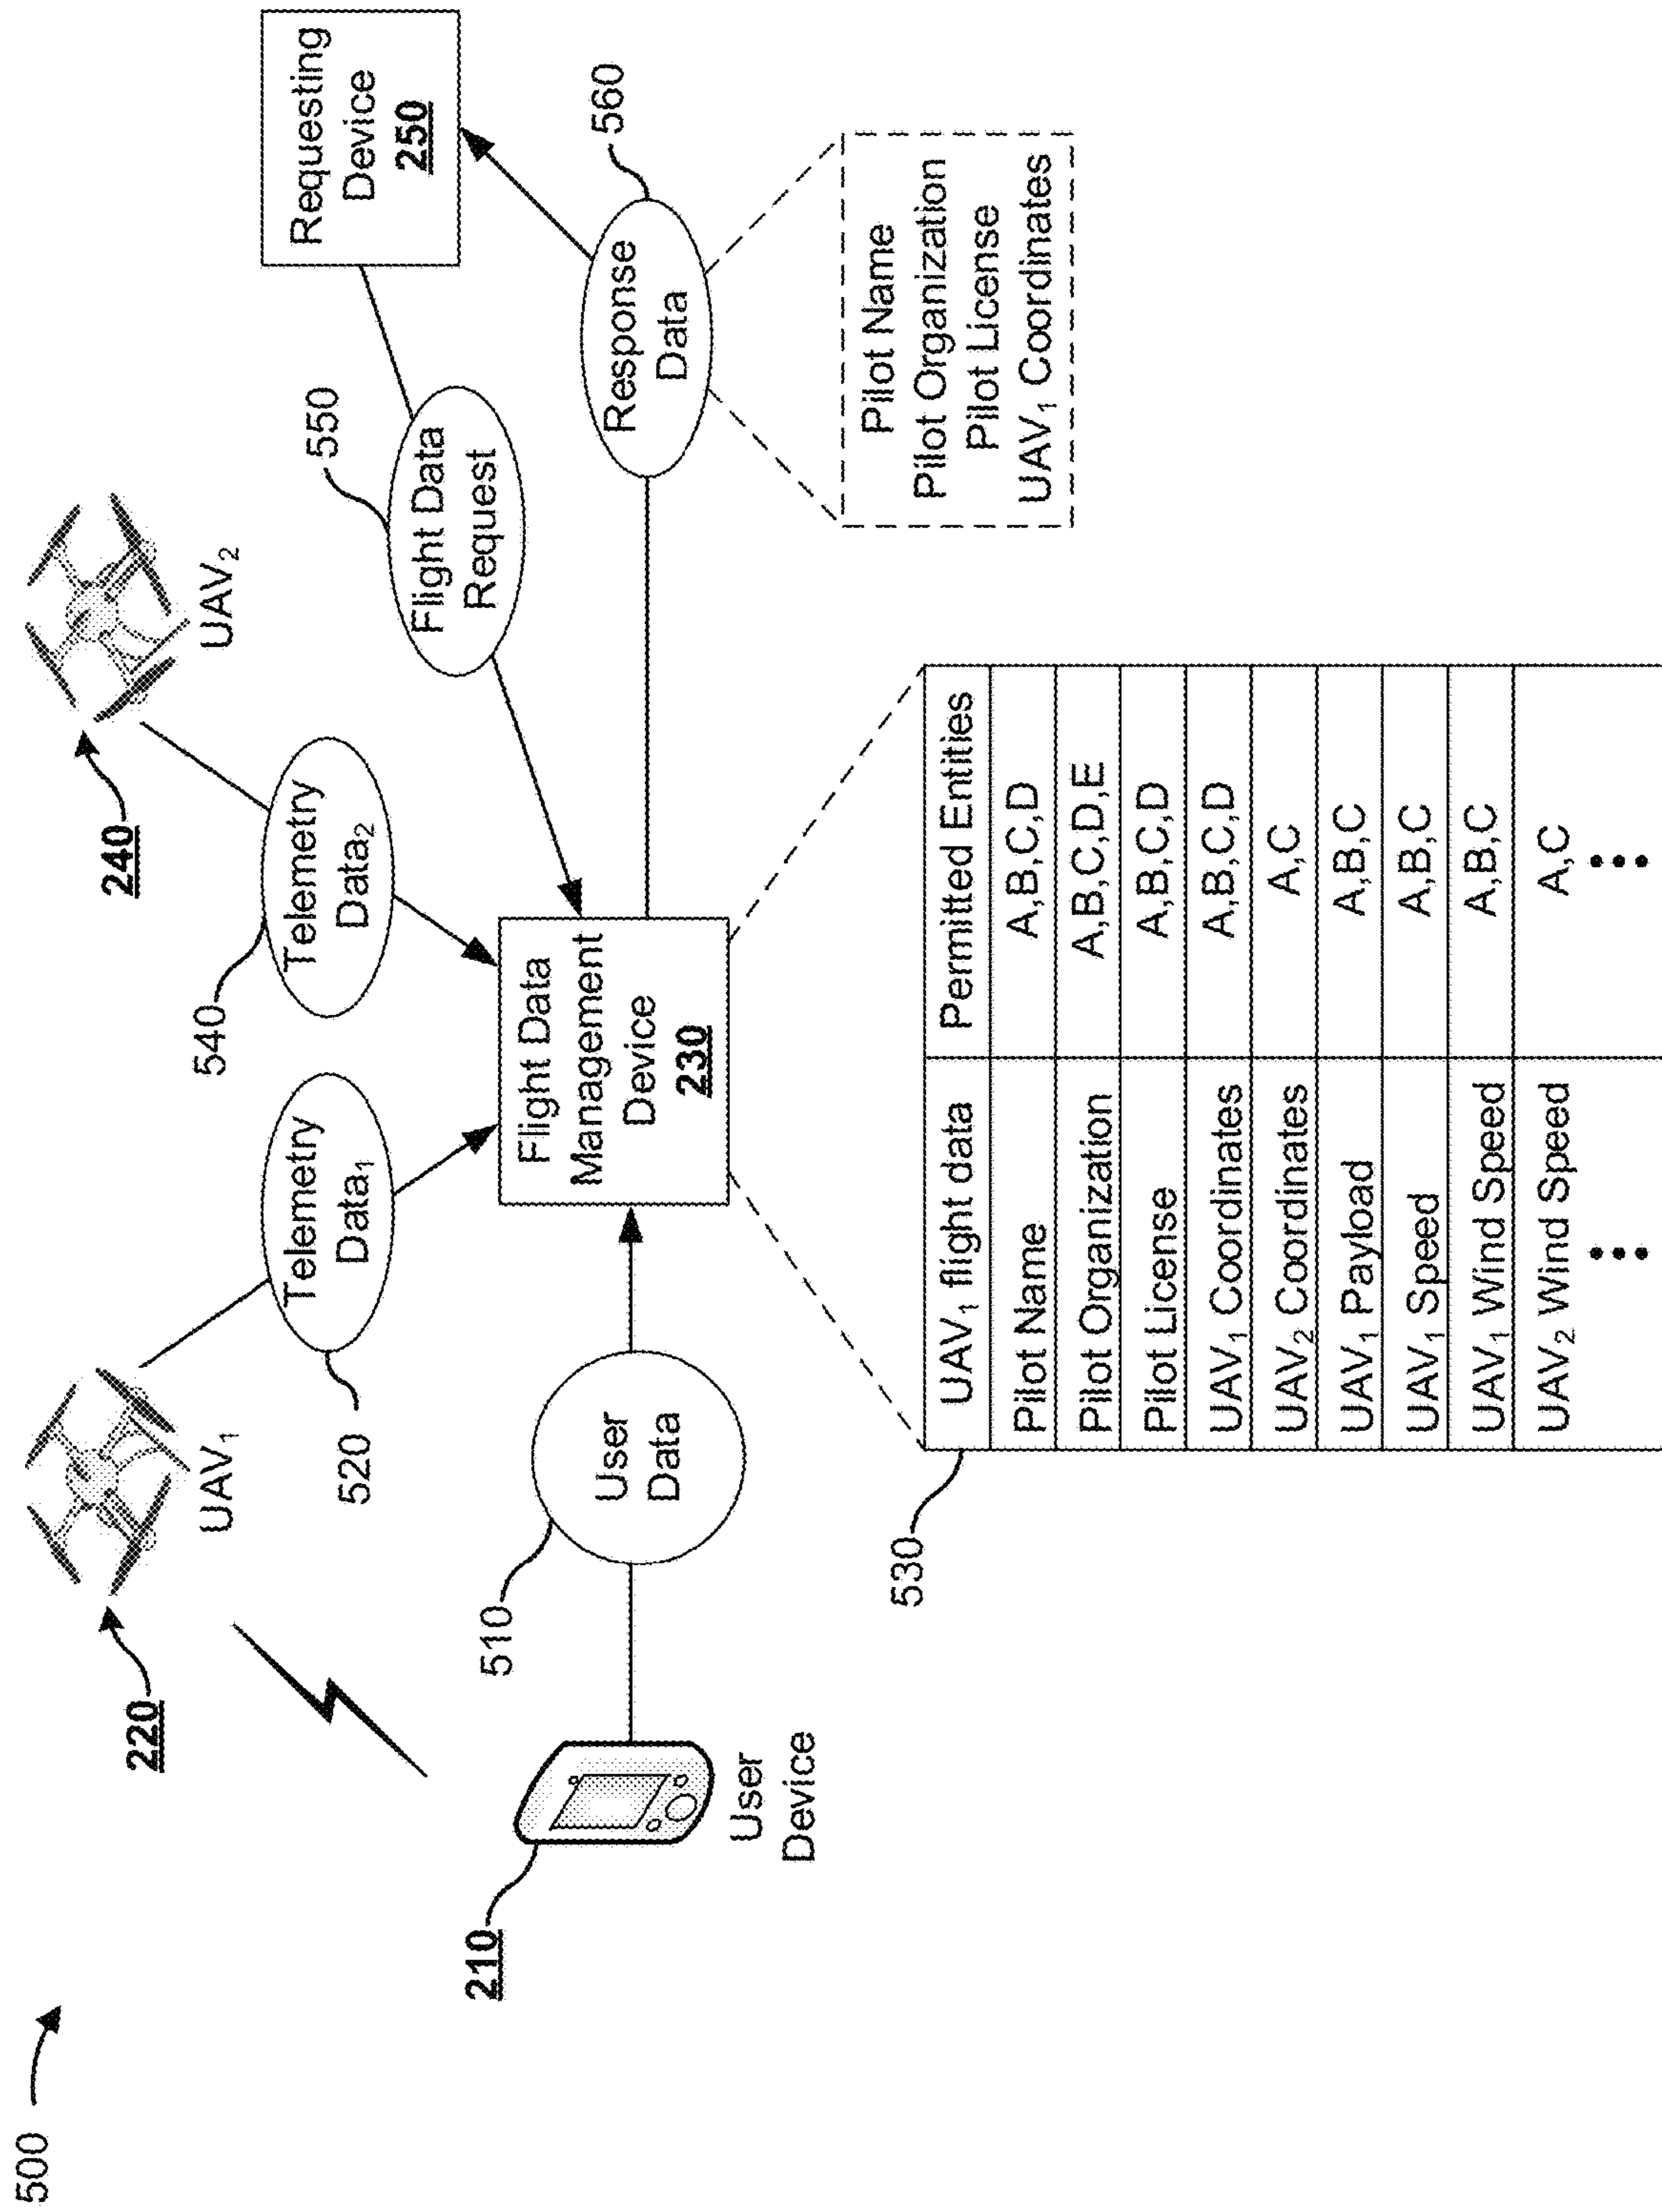 500
220
UAV₁
240
UAV₂
520
Telemetry
Data₁
540
Telemetry
Data₂
550
Flight Data
Request
Requesting
Device
250
210
User
Device
510
User
Data
Flight Data
Management
Device
230
Response
Data
560
Pilot Name
Pilot Organization
Pilot License
UAV₁ Coordinates
530
UAV₁ flight data Permitted Entities
Pilot Name A,B,C,D
Pilot Organization A,B,C,D,E
Pilot License A,B,C,D
UAV₁ Coordinates A,B,C,D
UAV₂ Coordinates A,C
UAV₁ Payload A,B,C
UAV₁ Speed A,B,C
UAV₁ Wind Speed A,B,C
UAV₂ Wind Speed A,C